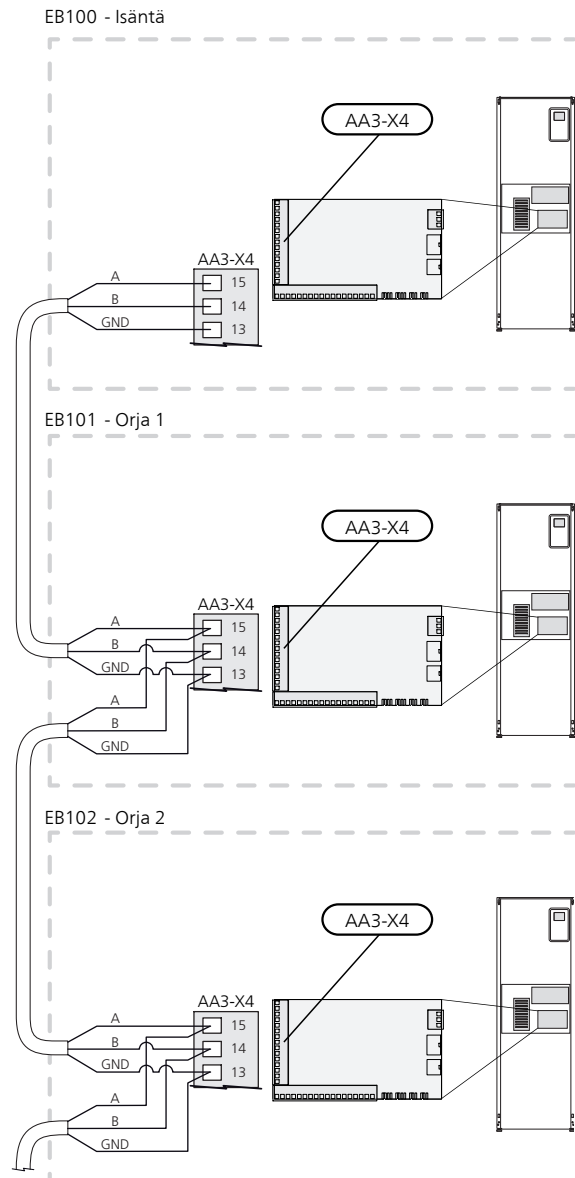 EB100 - Isäntä
AA3-X4
AA3-X4
A
15
B
14
GND
13
EB101 - Orja 1
AA3-X4
AA3-X4
A
15
B
14
GND
13
A
B
GND
EB102 - Orja 2
AA3-X4
AA3-X4
A
15
B
14
GND
13
A
B
GND